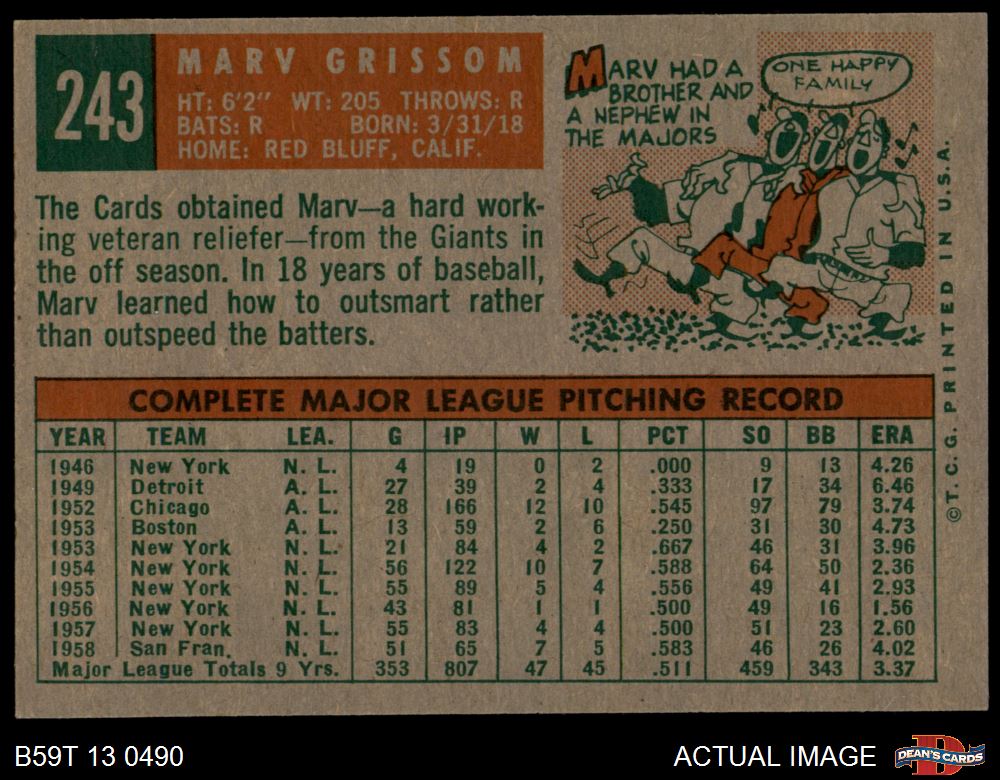 243
MARV GRISSOM
HT: 6'2" WT: 205 THROWS: R
BATS: R BORN: 3/31/18
HOME: RED BLUFF, CALIF.
The Cards obtained Marv—a hard work-
ing veteran reliefer—from the Giants in
the off season. In 18 years of baseball,
Marv learned how to outsmart rather
than outspeed the batters.
MARV HAD A
BROTHER AND
A NEPHEW IN
THE MAJORS
ONE HAPPY
FAMILY
COMPLETE MAJOR LEAGUE PITCHING RECORD
YEAR TEAM LEA. G IP W L PCT SO BB ERA
1946 New York N. L. 4 19 0 2 .000 9 13 4.26
1949 Detroit A. L. 27 39 2 4 .333 17 34 6.46
1952 Chicago A. L. 28 166 12 10 .545 97 79 3.74
1953 Boston A. L. 13 59 2 6 .250 31 30 4.73
1953 New York N. L. 21 84 4 2 .667 46 31 3.96
1954 New York N. L. 56 122 10 7 .588 64 50 2.36
1955 New York N. L. 55 89 5 4 .556 49 41 2.93
1956 New York N. L. 43 81 1 1 .500 49 16 1.56
1957 New York N. L. 55 83 4 4 .500 51 23 2.60
1958 San Fran. N. L. 51 65 7 5 .583 46 26 4.02
Major League Totals 9 Yrs. 353 807 47 45 .511 459 343 3.37
©T. C. G. PRINTED IN U.S.A.
B59T 13 0490
ACTUAL IMAGE
D
DEAN'S CARDS